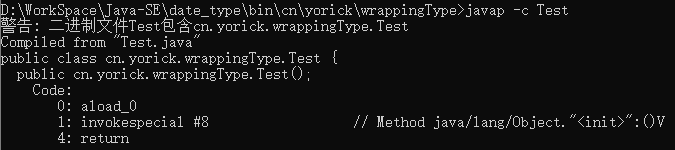 D:\WorkSpace\Java-SE\date_type\bin\cn\yorick\wrappingType>javap -c Test
警告: 二进制文件Test包含cn.yorick.wrappingType.Test
Compiled from "Test.java"
public class cn.yorick.wrappingType.Test {
  public cn.yorick.wrappingType.Test();
    Code:
       0: aload_0
       1: invokespecial #8                  // Method java/lang/Object."<init>":()V
       4: return